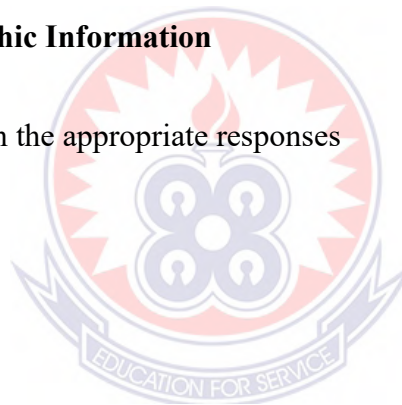 hic Information
n the appropriate responses
EDUCATION FOR SERVICE